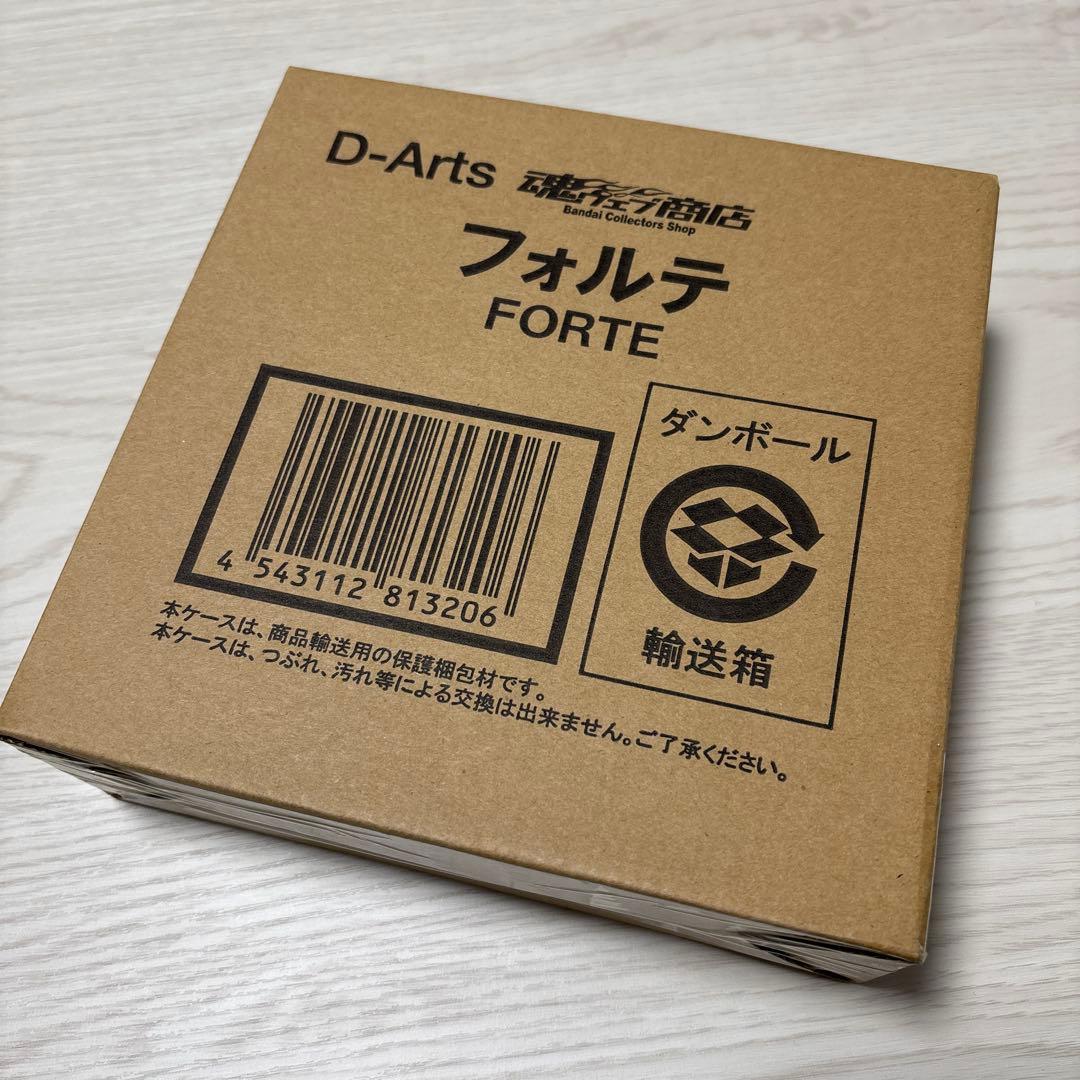 D-Arts
魂ウェブ商店
Bandai Collectors Shop
フォルテ
FORTE
4 543112 813206
ダンボール
輸送箱
本ケースは、商品輸送用の保護梱包材です。
本ケースは、つぶれ、汚れ等による交換は出来ません。ご了承ください。